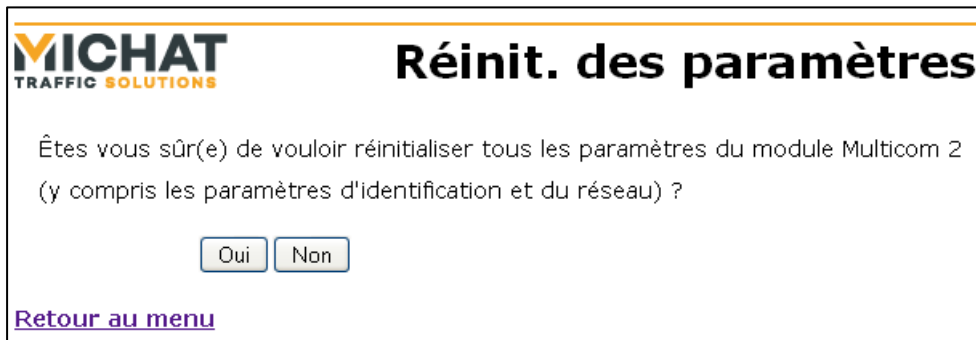 MICHAT
TRAFFIC SOLUTIONS
Réinit. des paramètres
Êtes vous sûr(e) de vouloir réinitialiser tous les paramètres du module Multicom 2
(y compris les paramètres d'identification et du réseau) ?
Oui Non
Retour au menu